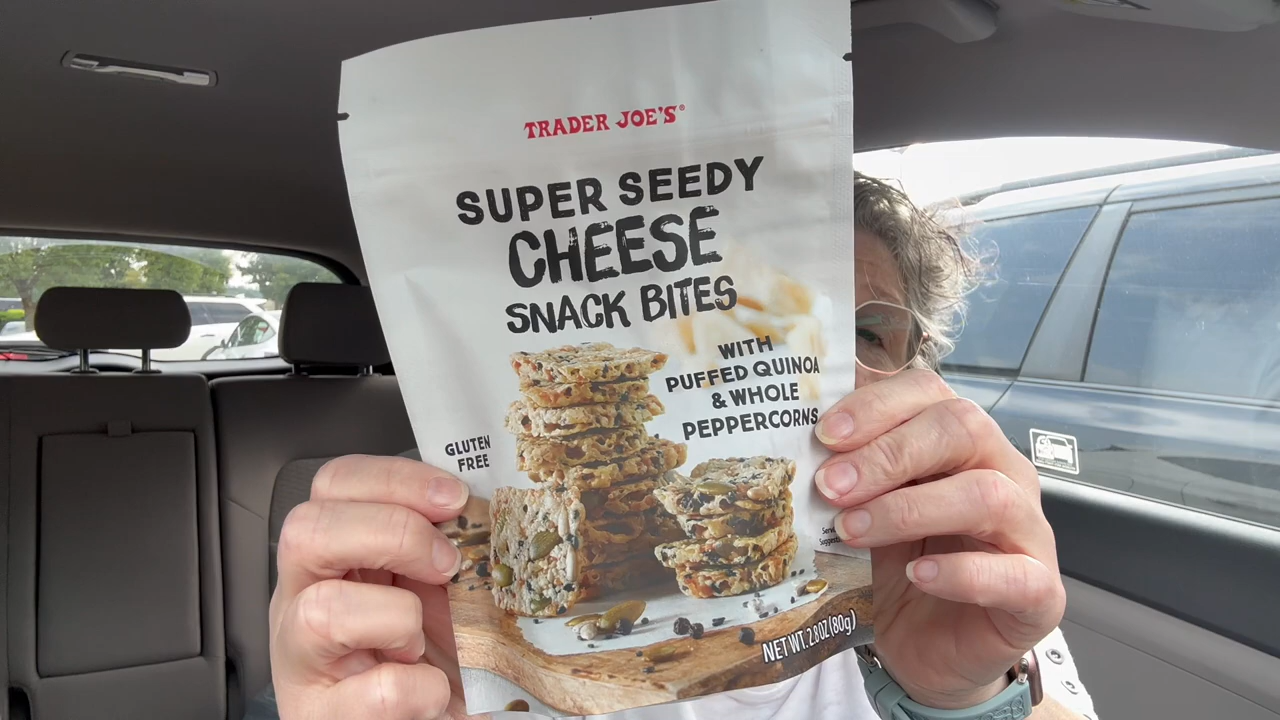 TRADER JOE'S®
SUPER SEEDY
CHEESE
SNACK BITES
WITH
PUFFED QUINOA
& WHOLE
PEPPERCORNS
GLUTEN
FREE
NET WT. 2.8 OZ (80g)